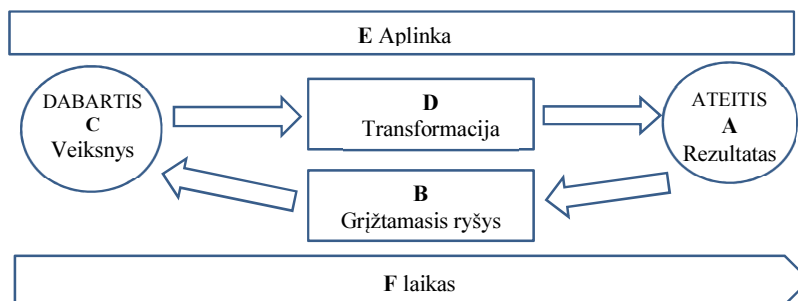 E Aplinka
DABARTIS
C
Veiksnys
D
Transformacija
ATEITIS
A
Rezultatas
B
Grįžtamasis ryšys
F laikas